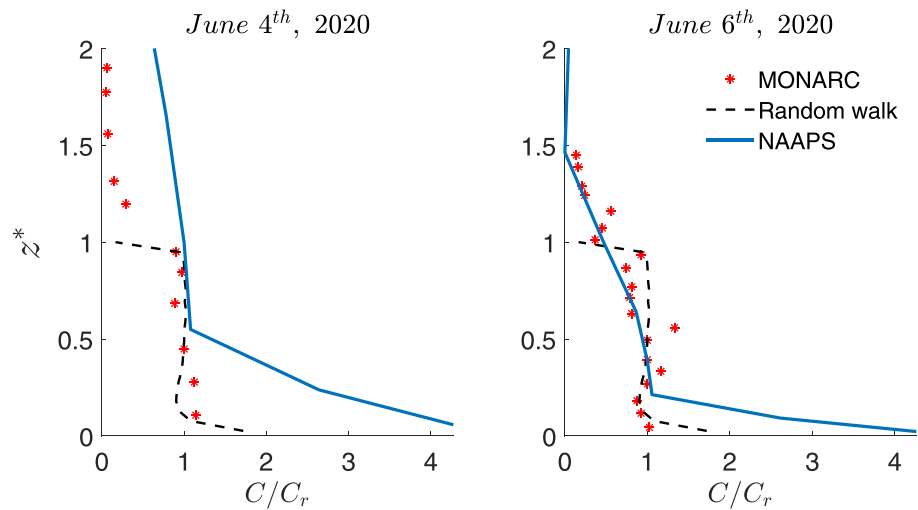 June 4th, 2020
2
1.5
1
0.5
0
z*
0 1 2 3 4
C/Cr
June 6th, 2020
MONARC
Random walk
NAAPS
2
1.5
1
0.5
0
0 1 2 3 4
C/Cr